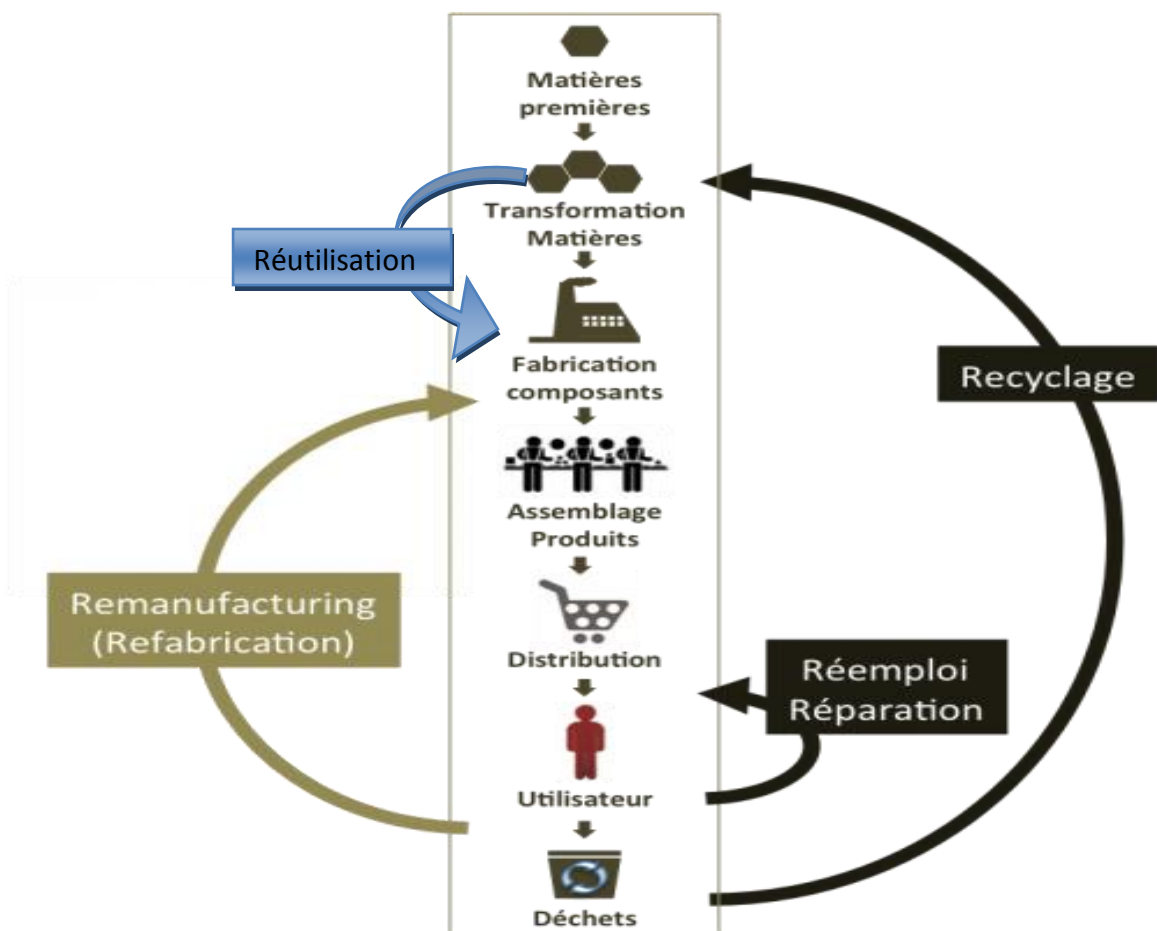 Matières
premières
Transformation
Matières
Réutilisation
Fabrication
composants
Recyclage
Assemblage
Produits
Remanufacturing
(Refabrication)
Distribution
Réemploi
Réparation
Utilisateur
Déchets